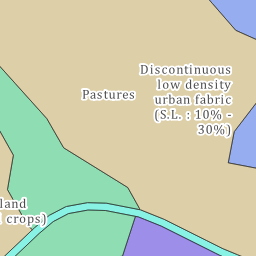 Discontinuous
low density
urban fabric
(S.L. : 10% -
30%)
Pastures
land
crops)